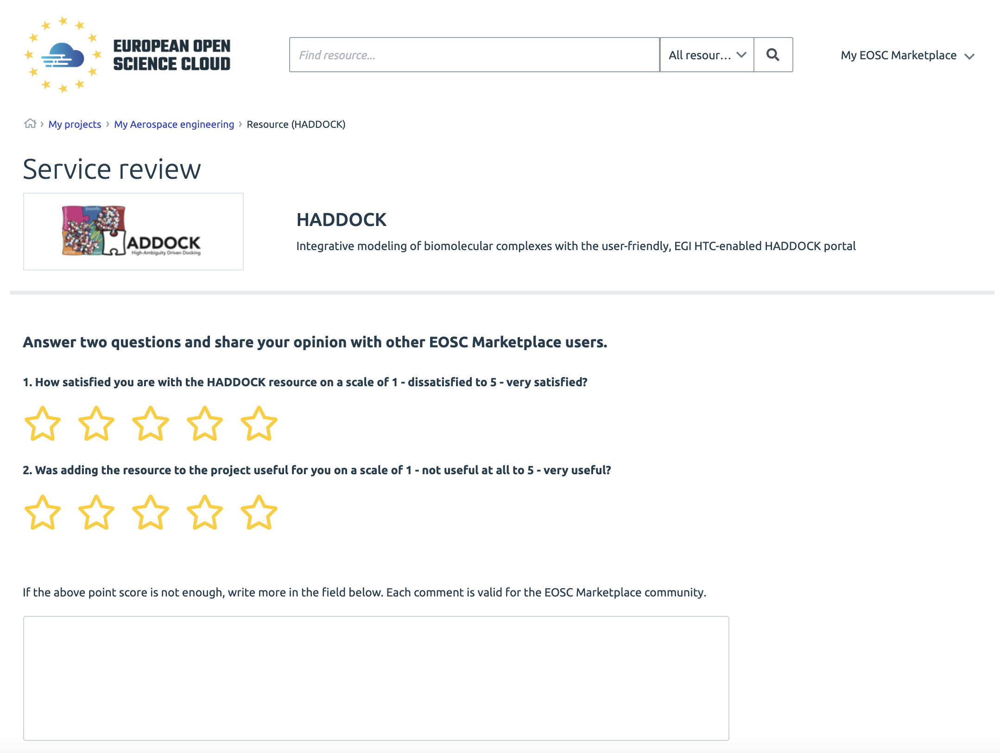 EUROPEAN OPEN
SCIENCE CLOUD
Find resource...
All resour...
My EOSC Marketplace
My projects
My Aerospace engineering
Resource (HADDOCK)
Service review
bioinfo
ADDOCK
High-Ambiguity Driven Docking
HADDOCK
Integrative modeling of biomolecular complexes with the user-friendly, EGI HTC-enabled HADDOCK portal
Answer two questions and share your opinion with other EOSC Marketplace users.
1. How satisfied you are with the HADDOCK resource on a scale of 1 - dissatisfied to 5 - very satisfied?
2. Was adding the resource to the project useful for you on a scale of 1 - not useful at all to 5 - very useful?
If the above point score is not enough, write more in the field below. Each comment is valid for the EOSC Marketplace community.